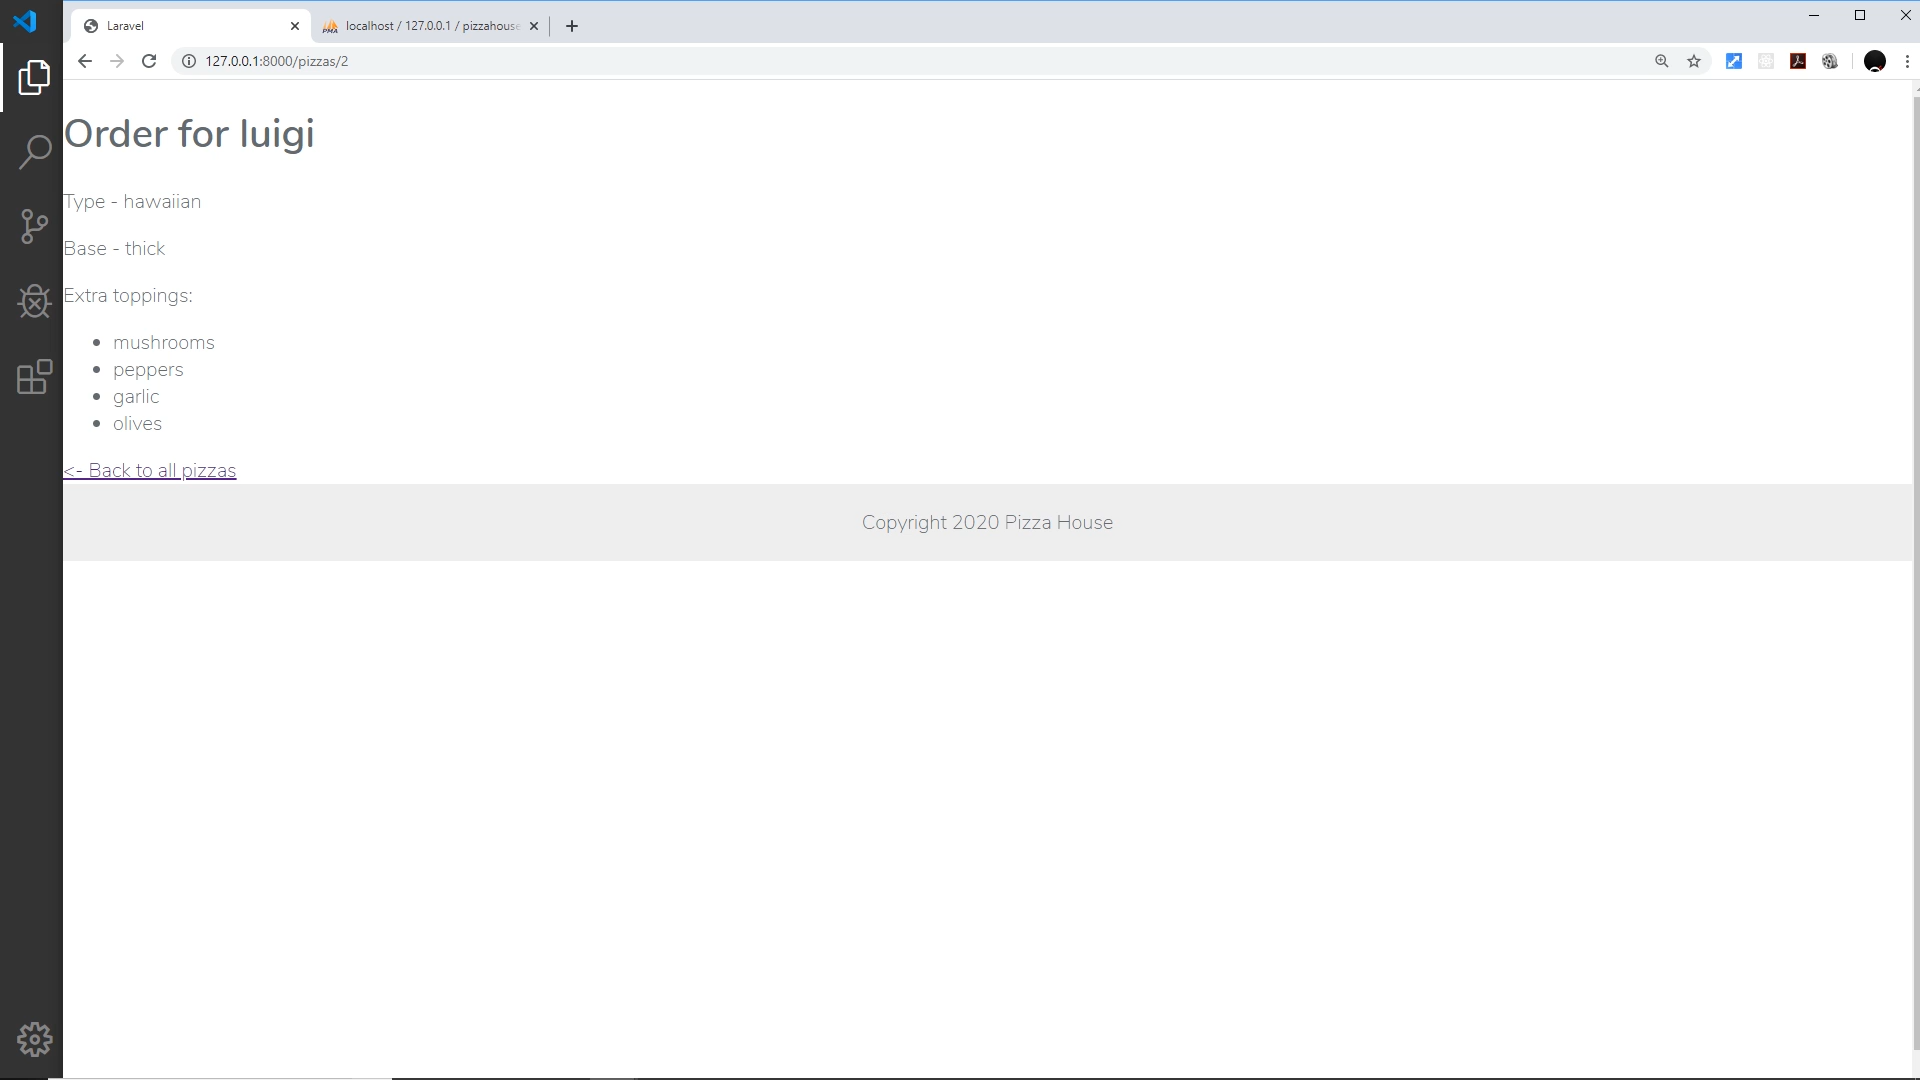 Laravel
localhost / 127.0.0.1 / pizzahouse
127.0.0.1:8000/pizzas/2
Order for luigi
Type - hawaiian
Base - thick
Extra toppings:
mushrooms
peppers
garlic
olives
<- Back to all pizzas
Copyright 2020 Pizza House